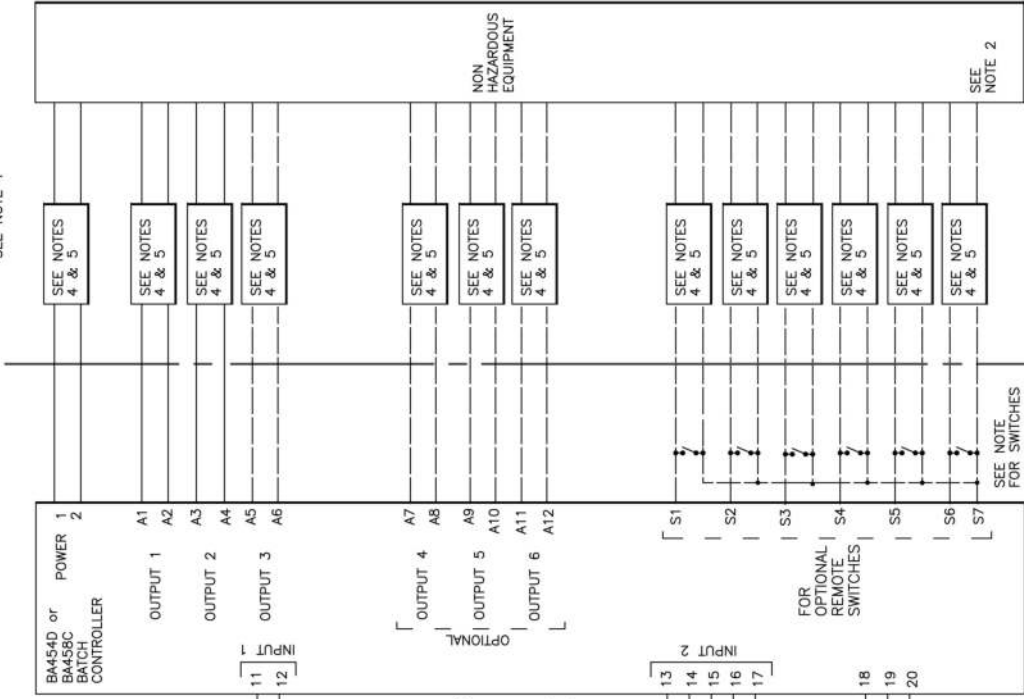 SEE NOTE
NON
HAZARDOUS
EQUIPMENT
SEE
NOTE 2
SEE NOTES
4 & 5
SEE NOTES
4 & 5
SEE NOTES
4 & 5
SEE NOTES
4 & 5
SEE NOTES
4 & 5
SEE NOTES
4 & 5
SEE NOTES
4 & 5
SEE NOTES
4 & 5
SEE NOTES
4 & 5
SEE NOTES
4 & 5
SEE NOTES
4 & 5
SEE NOTES
4 & 5
SEE NOTES
4 & 5
SEE NOTE
FOR SWITCHES
BA454D or
BA458C
BATCH
CONTROLLER
POWER
1
2
OUTPUT 1
A1
A2
OUTPUT 2
A3
A4
OUTPUT 3
A5
A6
INPUT 1
11
12
OPTIONAL
OUTPUT 4
A7
A8
OUTPUT 5
A9
A10
OUTPUT 6
A11
A12
INPUT 2
13
14
15
16
17
FOR
OPTIONAL
REMOTE
SWITCHES
S1
S2
S3
S4
S5
S6
S7
18
19
20